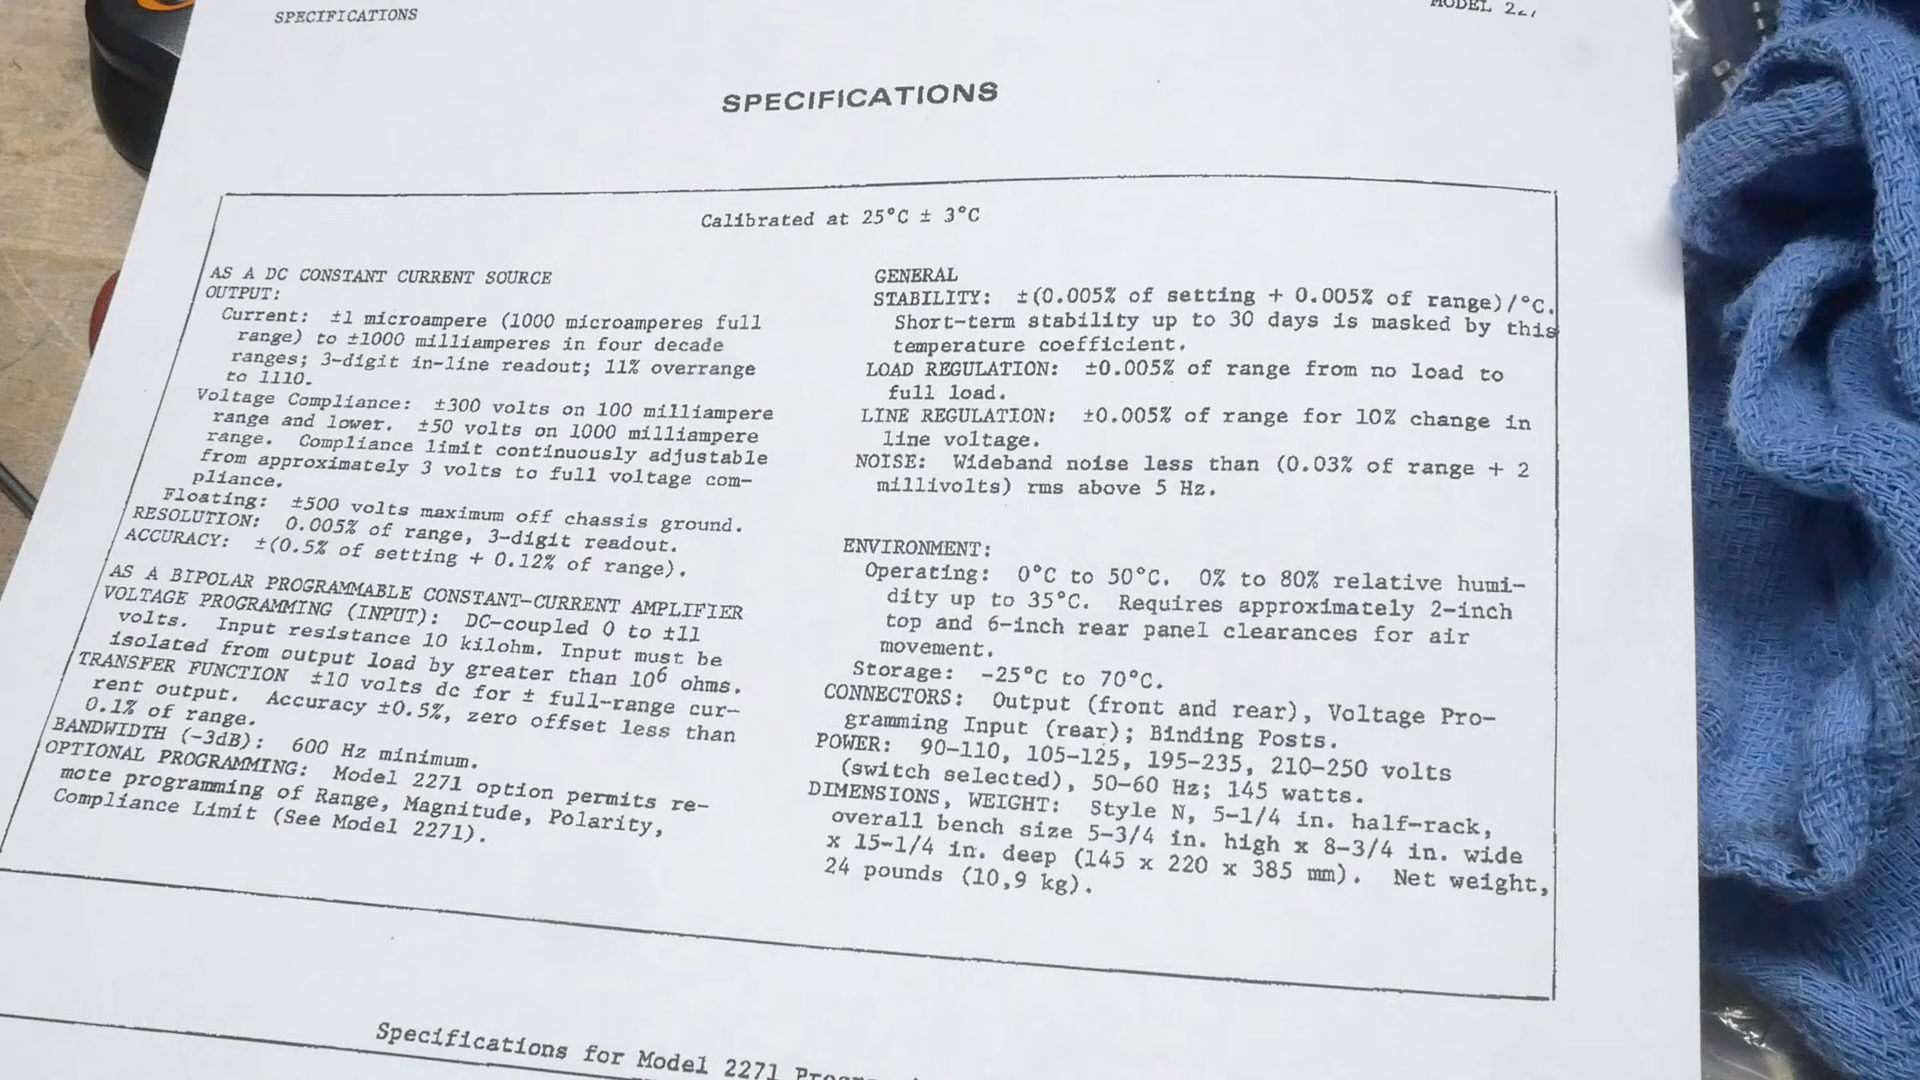 SPECIFICATIONS
MODEL
SPECIFICATIONS
Calibrated at 25°C ± 3°C
AS A DC CONSTANT CURRENT SOURCE
OUTPUT:
Current: ±1 microampere (1000 microamperes full
range) to ±1000 milliamperes in four decade
ranges; 3-digit in-line readout; 11% overrange
to 1110.
Voltage Compliance: ±300 volts on 100 milliampere
range and lower. ±50 volts on 1000 milliampere
range. Compliance limit continuously adjustable
from approximately 3 volts to full voltage com-
pliance.
Floating: ±500 volts maximum off chassis ground.
RESOLUTION: 0.005% of range, 3-digit readout.
ACCURACY: ±(0.5% of setting + 0.12% of range).
AS A BIPOLAR PROGRAMMABLE CONSTANT-CURRENT AMPLIFIER
VOLTAGE PROGRAMMING (INPUT): DC-coupled 0 to ±11
volts. Input resistance 10 kilohm. Input must be
isolated from output load by greater than 10⁶ ohms.
TRANSFER FUNCTION ±10 volts dc for ± full-range cur-
rent output. Accuracy ±0.5%, zero offset less than
0.1% of range.
BANDWIDTH (-3dB): 600 Hz minimum.
OPTIONAL PROGRAMMING: Model 2271 option permits re-
mote programming of Range, Magnitude, Polarity,
Compliance Limit (See Model 2271).
GENERAL
STABILITY: ±(0.005% of setting + 0.005% of range)/°C.
Short-term stability up to 30 days is masked by this
temperature coefficient.
LOAD REGULATION: ±0.005% of range from no load to
full load.
LINE REGULATION: ±0.005% of range for 10% change in
line voltage.
NOISE: Wideband noise less than (0.03% of range + 2
millivolts) rms above 5 Hz.
ENVIRONMENT:
Operating: 0°C to 50°C. 0% to 80% relative humi-
dity up to 35°C. Requires approximately 2-inch
top and 6-inch rear panel clearances for air
movement.
Storage: -25°C to 70°C.
CONNECTORS: Output (front and rear), Voltage Pro-
gramming Input (rear); Binding Posts.
POWER: 90-110, 105-125, 195-235, 210-250 volts
(switch selected), 50-60 Hz; 145 watts.
DIMENSIONS, WEIGHT: Style N, 5-1/4 in. half-rack,
overall bench size 5-3/4 in. high x 8-3/4 in. wide
x 15-1/4 in. deep (145 x 220 x 385 mm). Net weight,
24 pounds (10,9 kg).
Specifications for Model 2271